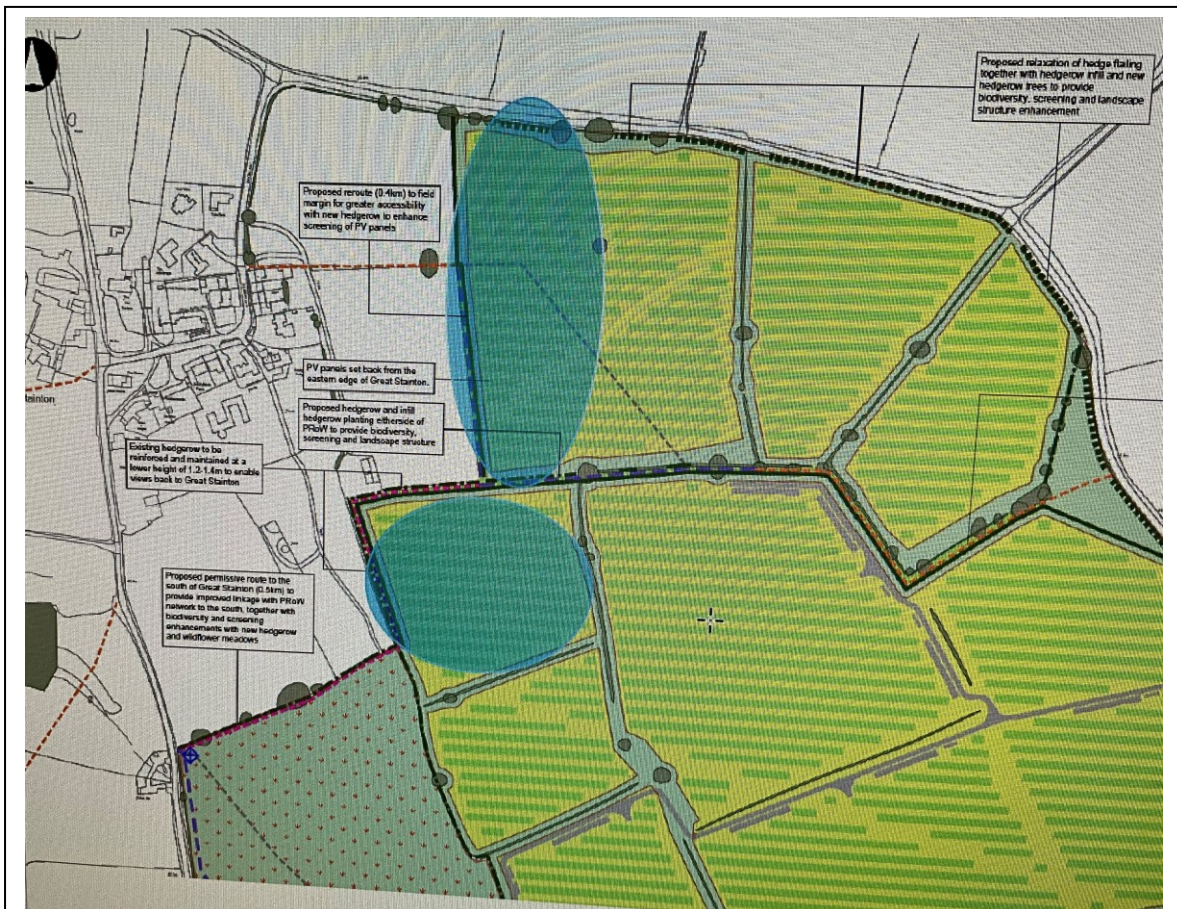 Proposed relaxation of hedge flailing
together with hedgerow infill and new
hedgerow trees to provide
biodiversity, screening and landscape
structure enhancement
Proposed reroute (0.4km) to field
margin for greater accessibility
with new hedgerow to enhance
screening of PV panels
PV panels set back from the
eastern edge of Great Stainton.
Proposed hedgerow and infill
hedgerow planting eitherside of
PRoW to provide biodiversity,
screening and landscape structure
Stainton
Existing hedgerow to be
reinforced and maintained at a
lower height of 1.2-1.4m to enable
views back to Great Stainton
Proposed permissive route to the
south of Great Stainton (0.5km) to
provide improved linkage with PRoW
network to the south, together with
biodiversity and screening
enhancements with new hedgerow
and wildflower meadows